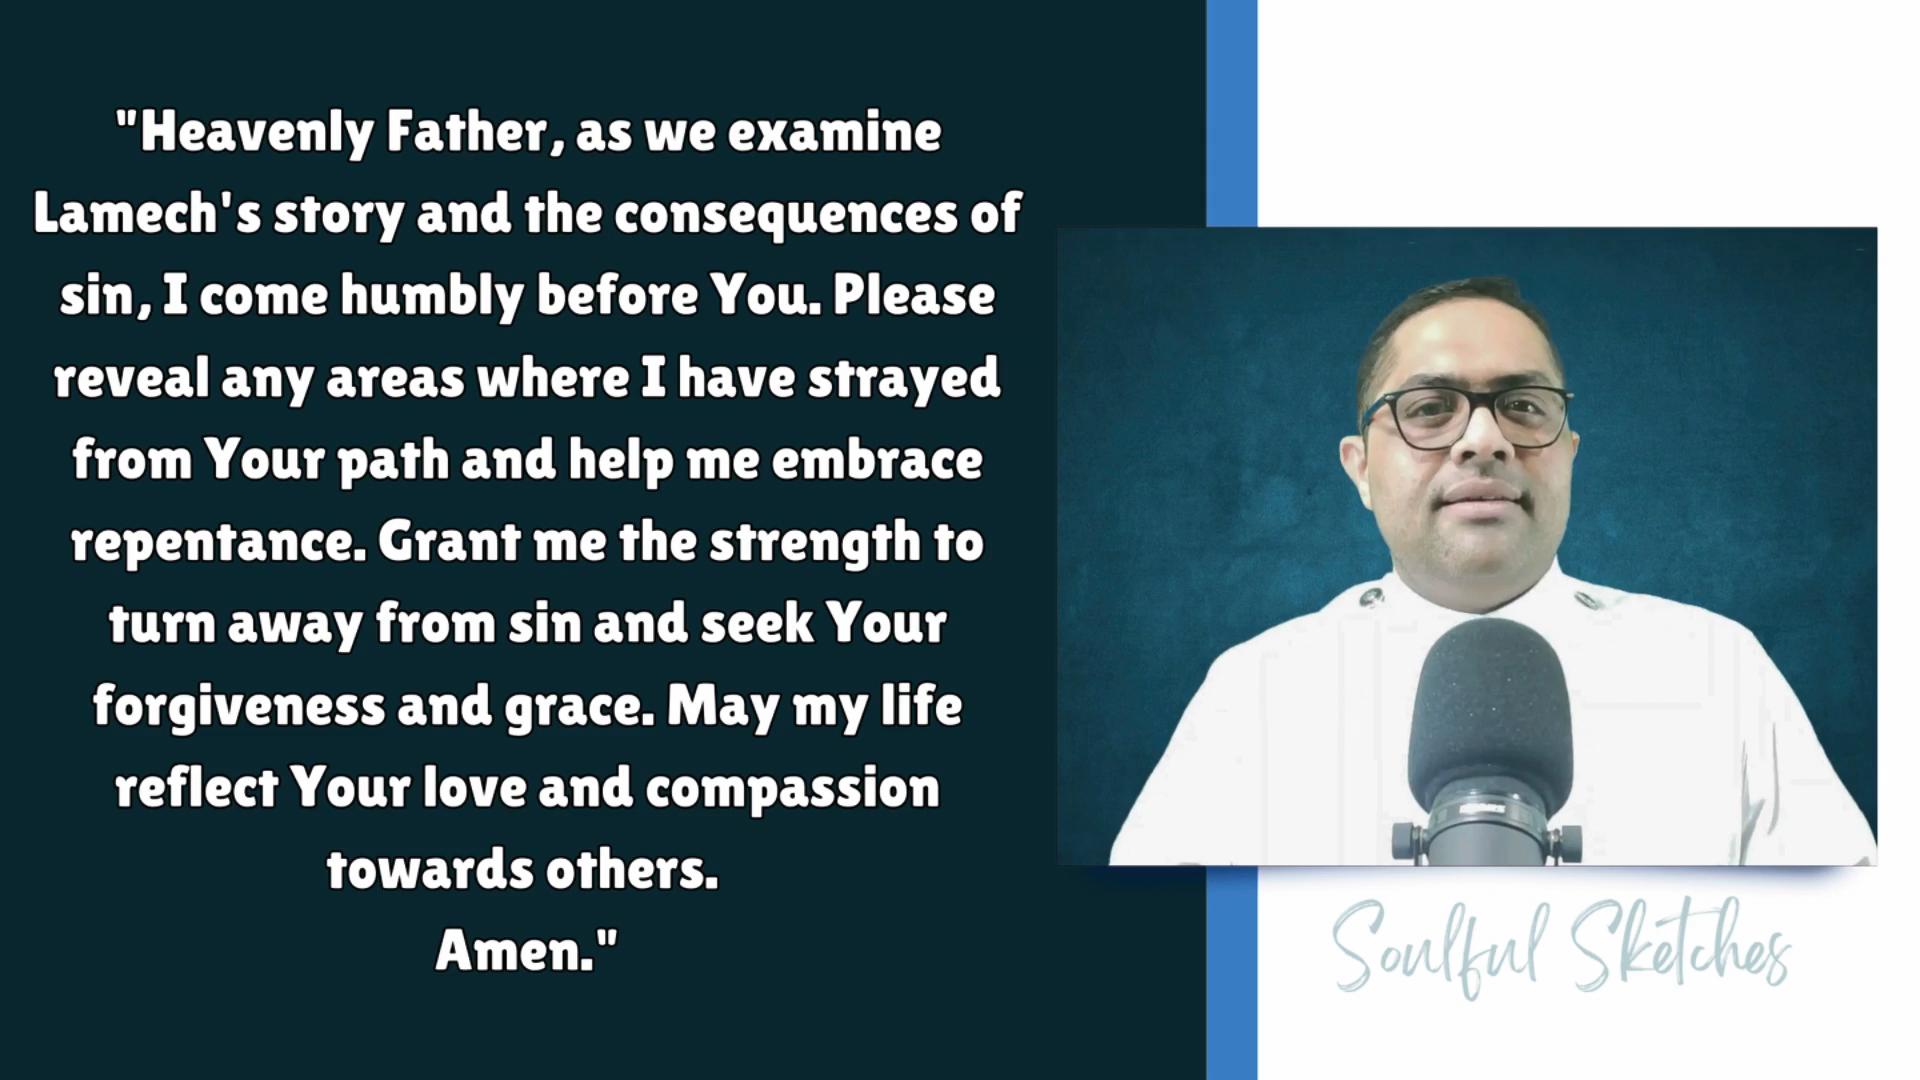 "Heavenly Father, as we examine
Lamech's story and the consequences of
sin, I come humbly before You. Please
reveal any areas where I have strayed
from Your path and help me embrace
repentance. Grant me the strength to
turn away from sin and seek Your
forgiveness and grace. May my life
reflect Your love and compassion
towards others.
Amen."
Soulful Sketches